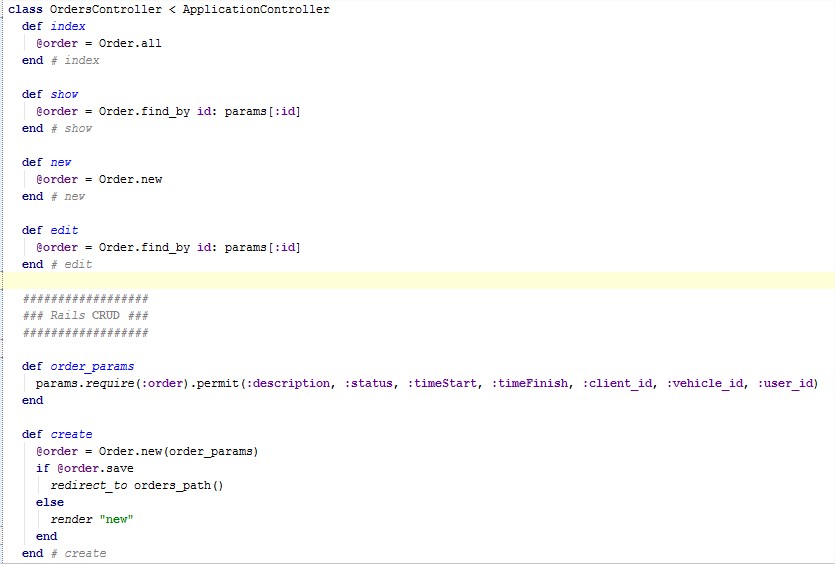 class OrdersController < ApplicationController
  def index
    @order = Order.all
  end # index

  def show
    @order = Order.find_by id: params[:id]
  end # show

  def new
    @order = Order.new
  end # new

  def edit
    @order = Order.find_by id: params[:id]
  end # edit

  ##################
  ### Rails CRUD ###
  ##################

  def order_params
    params.require(:order).permit(:description, :status, :timeStart, :timeFinish, :client_id, :vehicle_id, :user_id)
  end

  def create
    @order = Order.new(order_params)
    if @order.save
      redirect_to orders_path()
    else
      render "new"
    end
  end # create